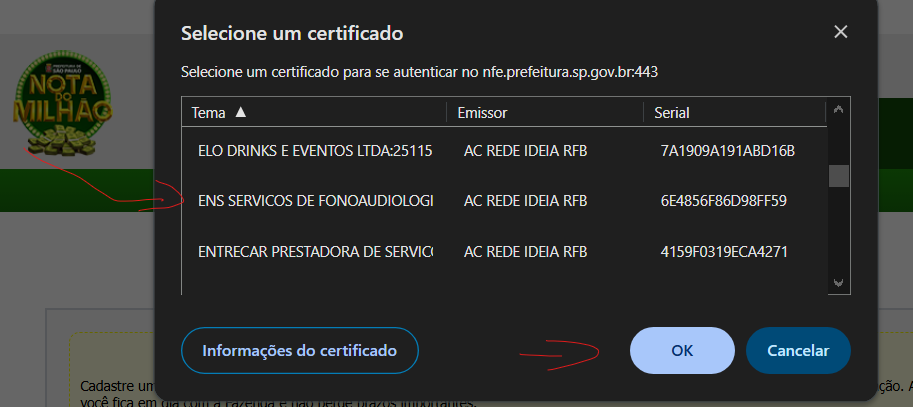 Selecione um certificado
PREFEITURA DE
SÃO PAULO
NOTA
DO
MILHÃO
Selecione um certificado para se autenticar no nfe.prefeitura.sp.gov.br:443
Tema ▲ Emissor Serial
ELO DRINKS E EVENTOS LTDA:25115 AC REDE IDEIA RFB 7A1909A191ABD16B
ENS SERVICOS DE FONOAUDIOLOGI AC REDE IDEIA RFB 6E4856F86D98FF59
ENTRECAR PRESTADORA DE SERVIC AC REDE IDEIA RFB 4159F0319ECA4271
Informações do certificado OK Cancelar
Cadastre um ção. A
você fica em dia com a Fazenda e não perde prazos importantes.